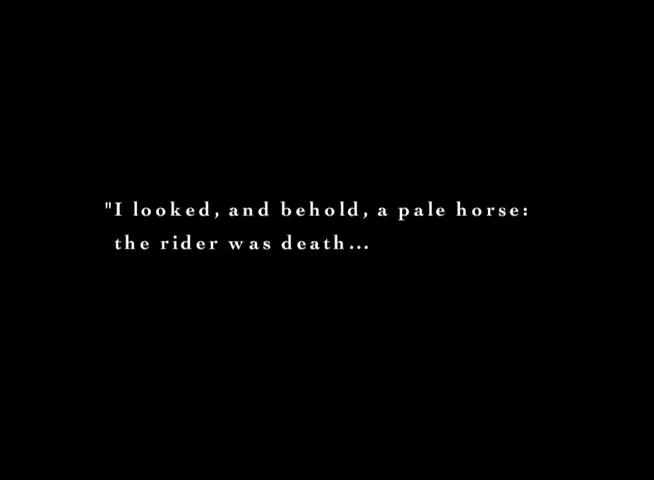 "I looked, and behold, a pale horse:
the rider was death...